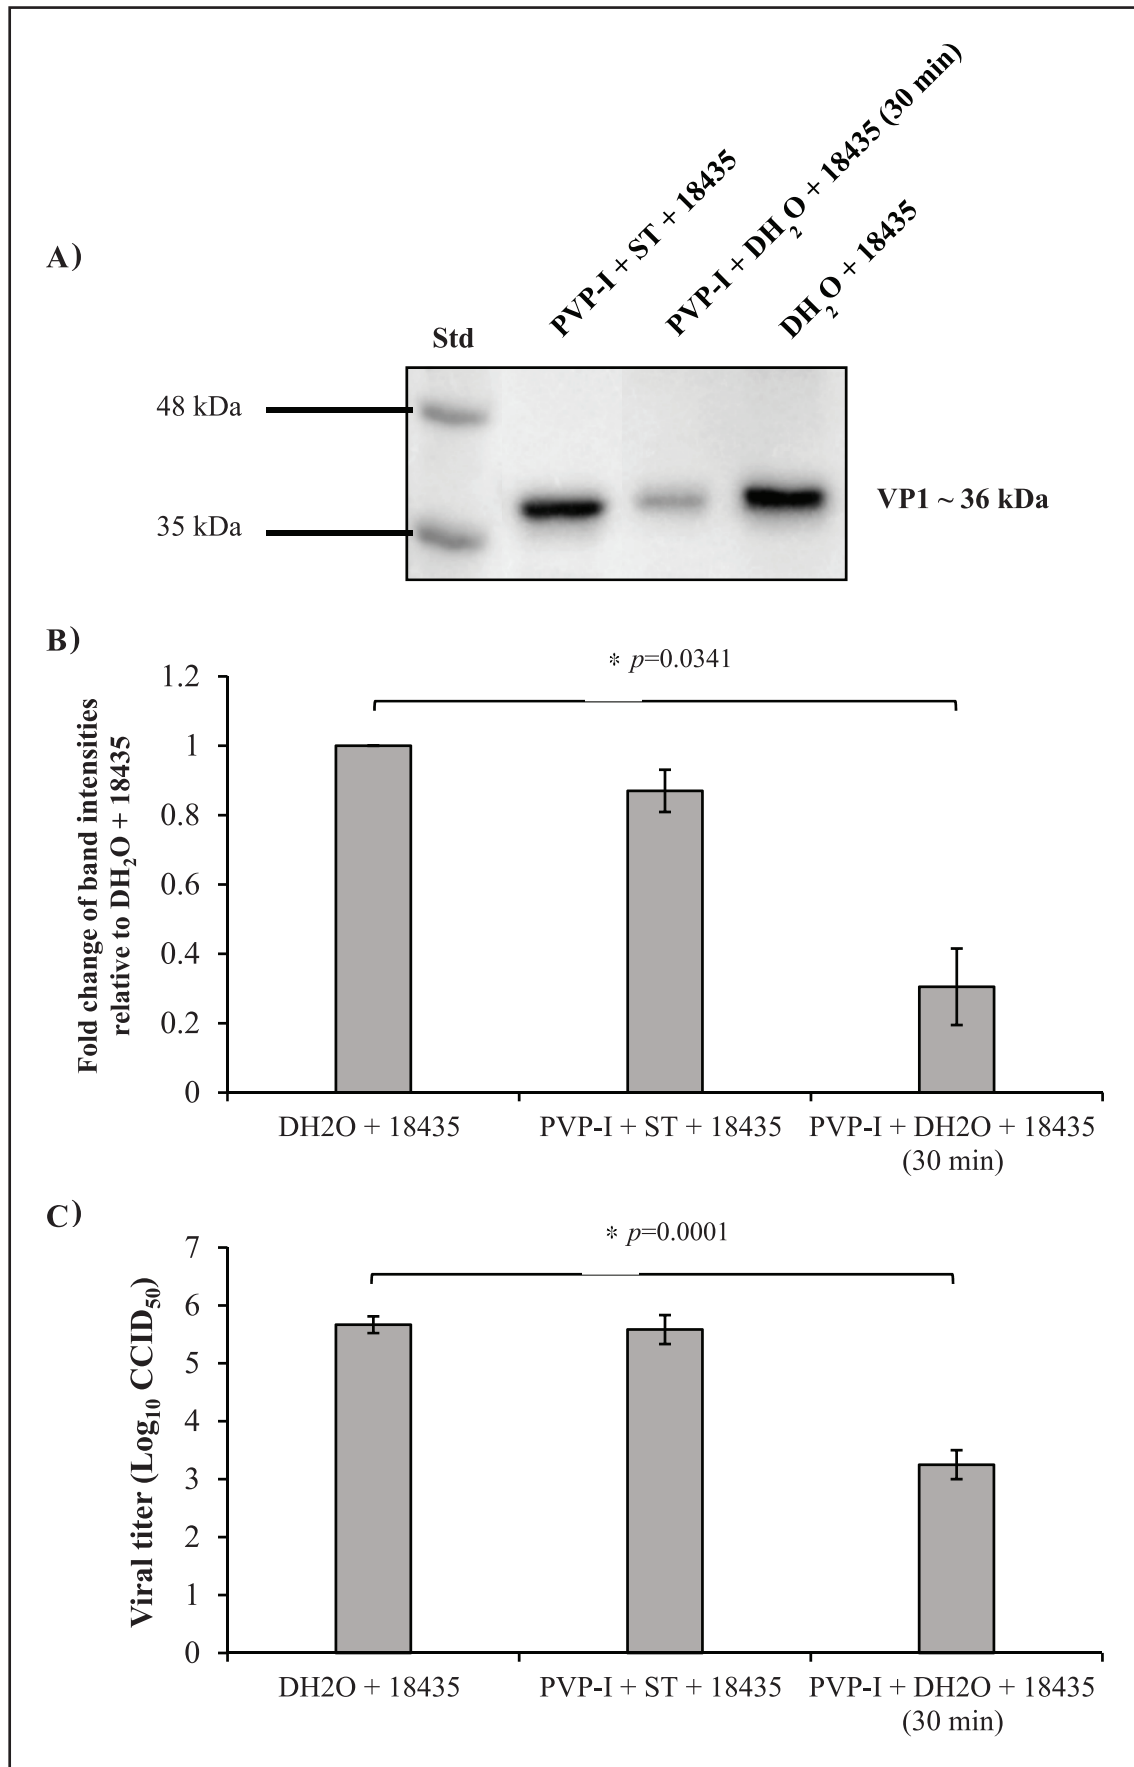 A)
Std
PVP-I + ST + 18435
PVP-I + DH₂O + 18435 (30 min)
DH₂O + 18435
48 kDa
35 kDa
VP1 ~ 36 kDa
B)
* p=0.0341
Fold change of band intensities
relative to DH₂O + 18435
1.2
1
0.8
0.6
0.4
0.2
0
DH2O + 18435
PVP-I + ST + 18435
PVP-I + DH2O + 18435
(30 min)
C)
* p=0.0001
Viral titer (Log₁₀ CCID₅₀)
7
6
5
4
3
2
1
0
DH2O + 18435
PVP-I + ST + 18435
PVP-I + DH2O + 18435
(30 min)